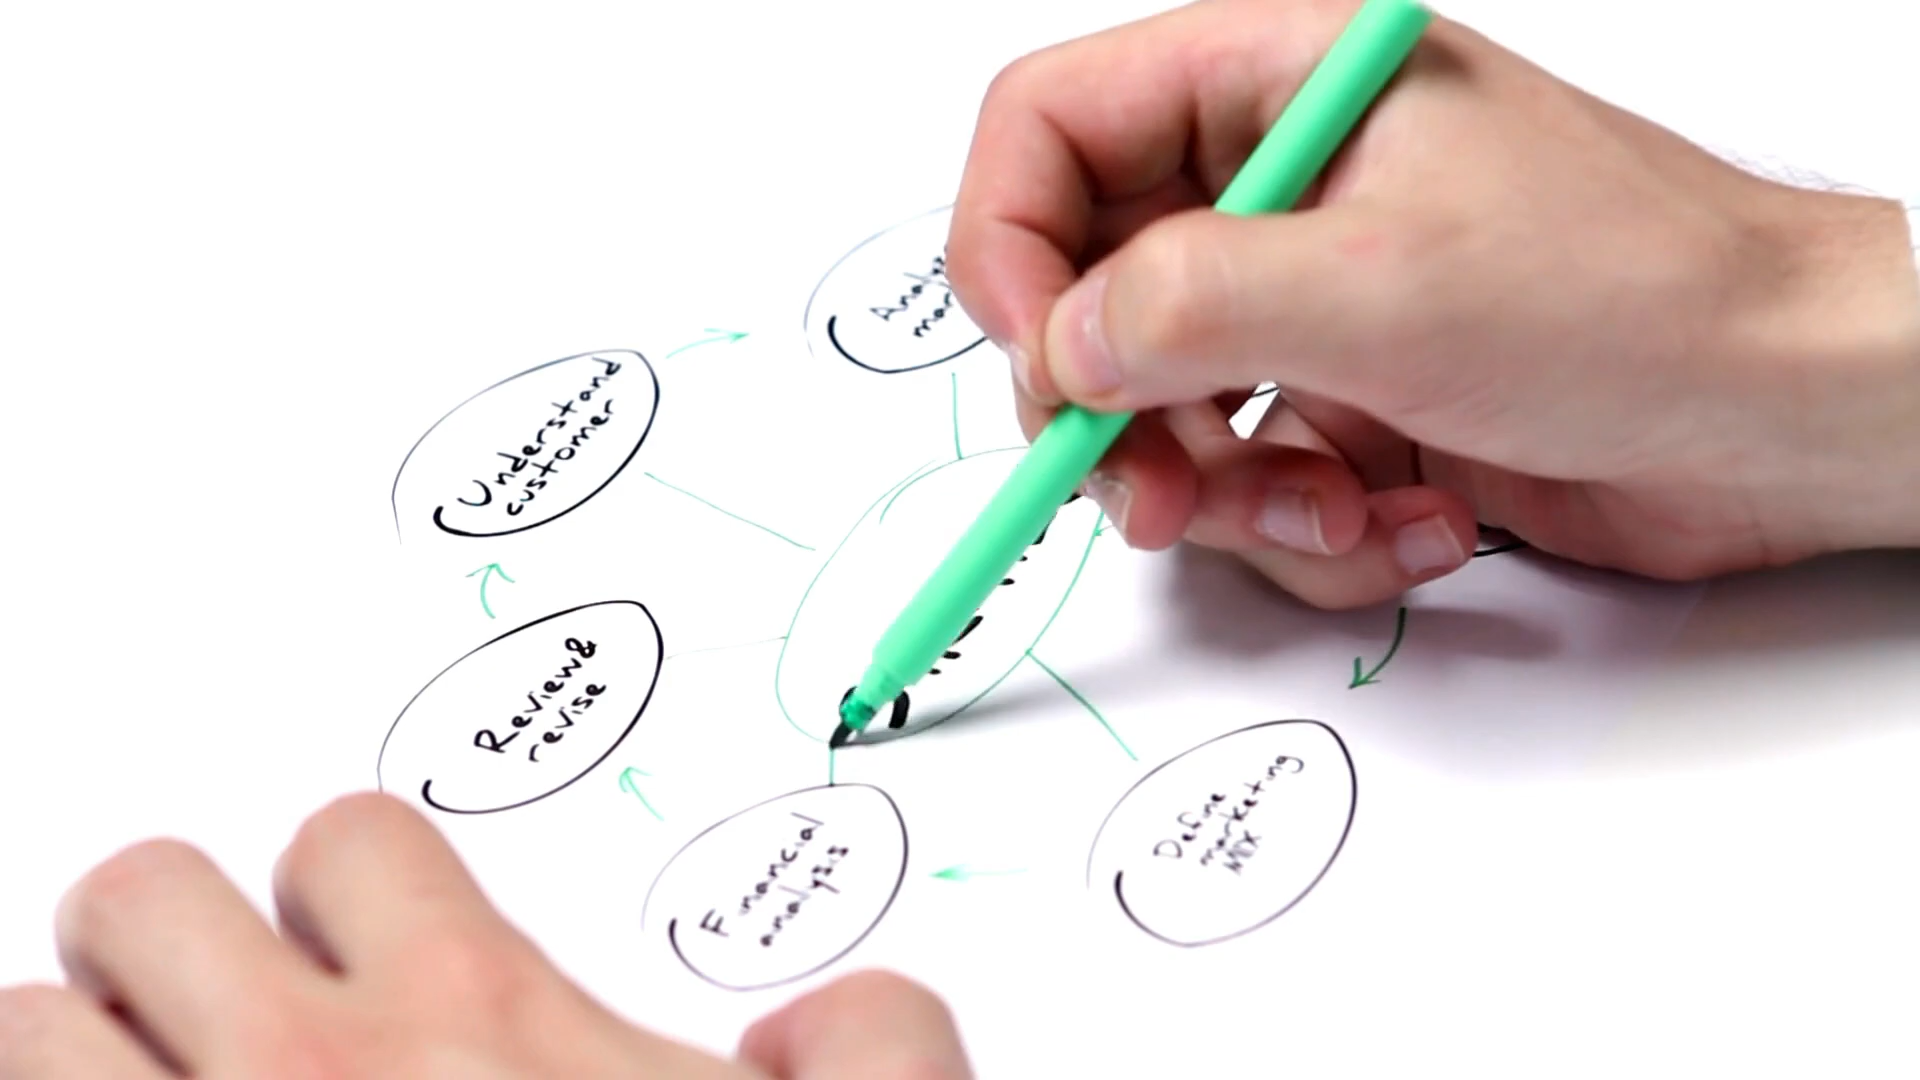 Understand
customer
Review &
revise
Financial
analysis
Define
marketing
MIX